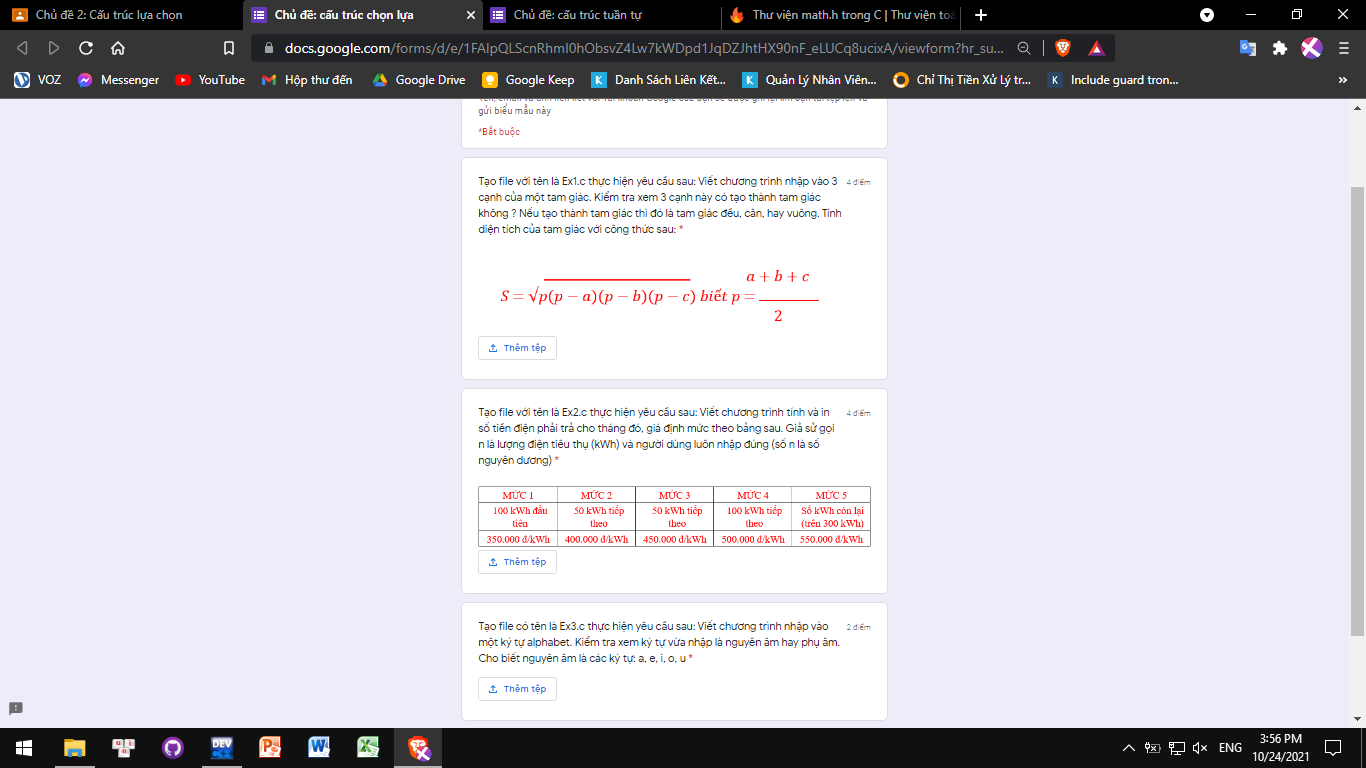 Chủ đề 2: Cấu trúc lựa chọn
Chủ đề: cấu trúc chọn lựa
Chủ đề: cấu trúc tuần tự
Thư viện math.h trong C | Thư viện toá
docs.google.com/forms/d/e/1FAIpQLScnRhmI0hObsvZ4Lw7kWDpd1JqDZJhtHX90nF_eLUCq8ucixA/viewform?hr_su...
VOZ
Messenger
YouTube
Hộp thư đến
Google Drive
Google Keep
Danh Sách Liên Kết...
Quản Lý Nhân Viên...
Chỉ Thị Tiền Xử Lý tr...
Include guard tron...
gửi biểu mẫu này
*Bắt buộc
Tạo file với tên là Ex1.c thực hiện yêu cầu sau: Viết chương trình nhập vào 3
4 điểm
cạnh của một tam giác. Kiểm tra xem 3 cạnh này có tạo thành tam giác
không ? Nếu tạo thành tam giác thì đó là tam giác đều, cân, hay vuông. Tính
diện tích của tam giác với công thức sau: *
a + b + c
S = √p(p − a)(p − b)(p − c) biết p =
2
Thêm tệp
Tạo file với tên là Ex2.c thực hiện yêu cầu sau: Viết chương trình tính và in
4 điểm
số tiền điện phải trả cho tháng đó, giá định mức theo bảng sau. Giả sử gọi
n là lượng điện tiêu thụ (kWh) và người dùng luôn nhập đúng (số n là số
nguyên dương) *
MỨC 1 MỨC 2 MỨC 3 MỨC 4 MỨC 5
100 kWh đầu 50 kWh tiếp 50 kWh tiếp 100 kWh tiếp Số kWh còn lại
tiên theo theo theo (trên 300 kWh)
350.000 đ/kWh 400.000 đ/kWh 450.000 đ/kWh 500.000 đ/kWh 550.000 đ/kWh
Thêm tệp
Tạo file có tên là Ex3.c thực hiện yêu cầu sau: Viết chương trình nhập vào
2 điểm
một ký tự alphabet. Kiểm tra xem ký tự vừa nhập là nguyên âm hay phụ âm.
Cho biết nguyên âm là các ký tự: a, e, i, o, u *
Thêm tệp
ENG
3:56 PM
10/24/2021